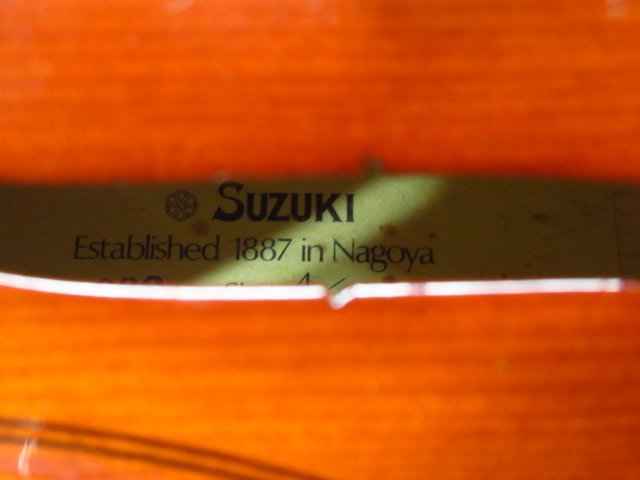 SUZUKI
Established 1887 in Nagoya